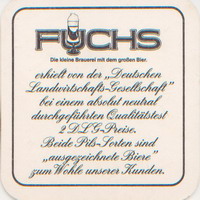 FUCHS
Die kleine Brauerei mit dem großen Bier.
erhielt von der „Deutschen
Landwirtschafts-Gesellschaft"
bei einem absolut neutral
durchgeführten Qualitätstest
2 DLG-Preise.
Beide Pils-Sorten sind
„ausgezeichnete Biere"
zum Wohle unserer Kunden.